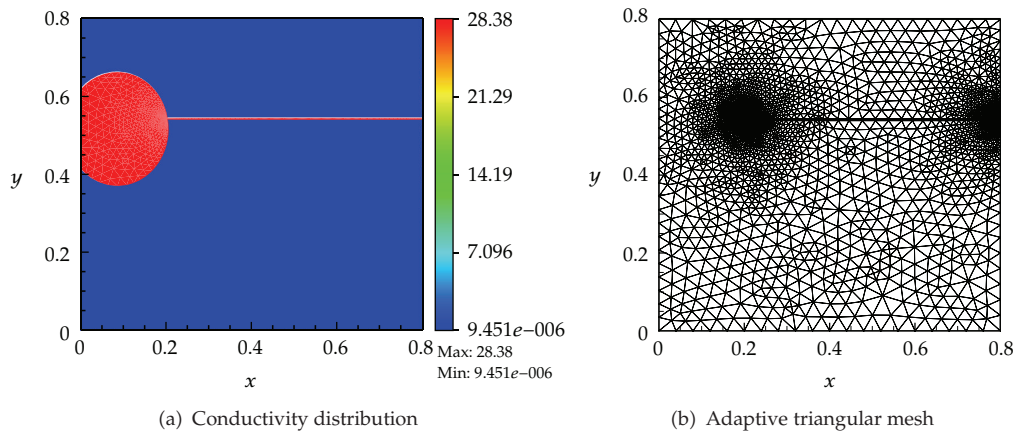 0.8
0.6
0.4
0.2
0
y
0
0.2
0.4
0.6
0.8
x
28.38
21.29
14.19
7.096
9.451e−006
Max: 28.38
Min: 9.451e−006
(a) Conductivity distribution
0.8
0.6
0.4
0.2
0
y
0
0.2
0.4
0.6
0.8
x
(b) Adaptive triangular mesh